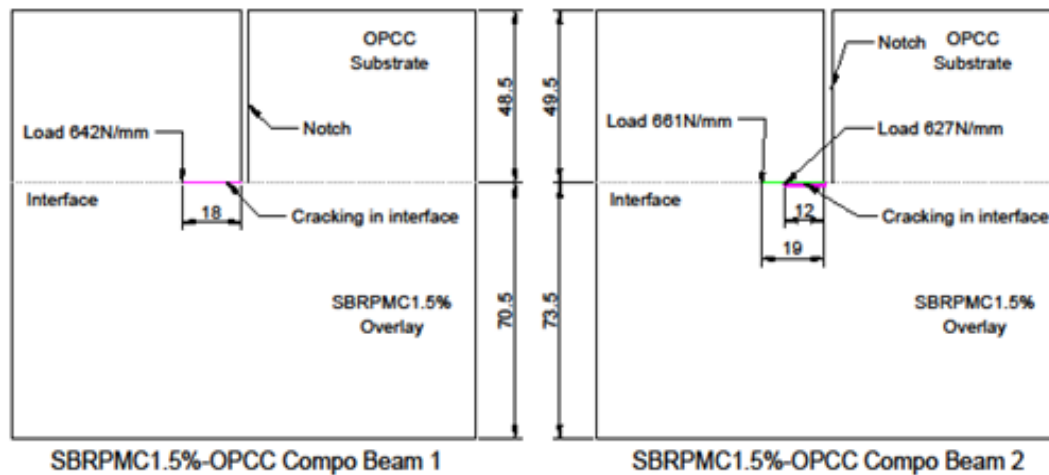 OPCC
Substrate
48.5
Load 642N/mm
Notch
Interface
Cracking in interface
18
70.5
SBRPMC1.5%
Overlay
SBRPMC1.5%-OPCC Compo Beam 1
Notch
OPCC
Substrate
49.5
Load 661N/mm
Load 627N/mm
Interface
12
Cracking in interface
19
73.5
SBRPMC1.5%
Overlay
SBRPMC1.5%-OPCC Compo Beam 2